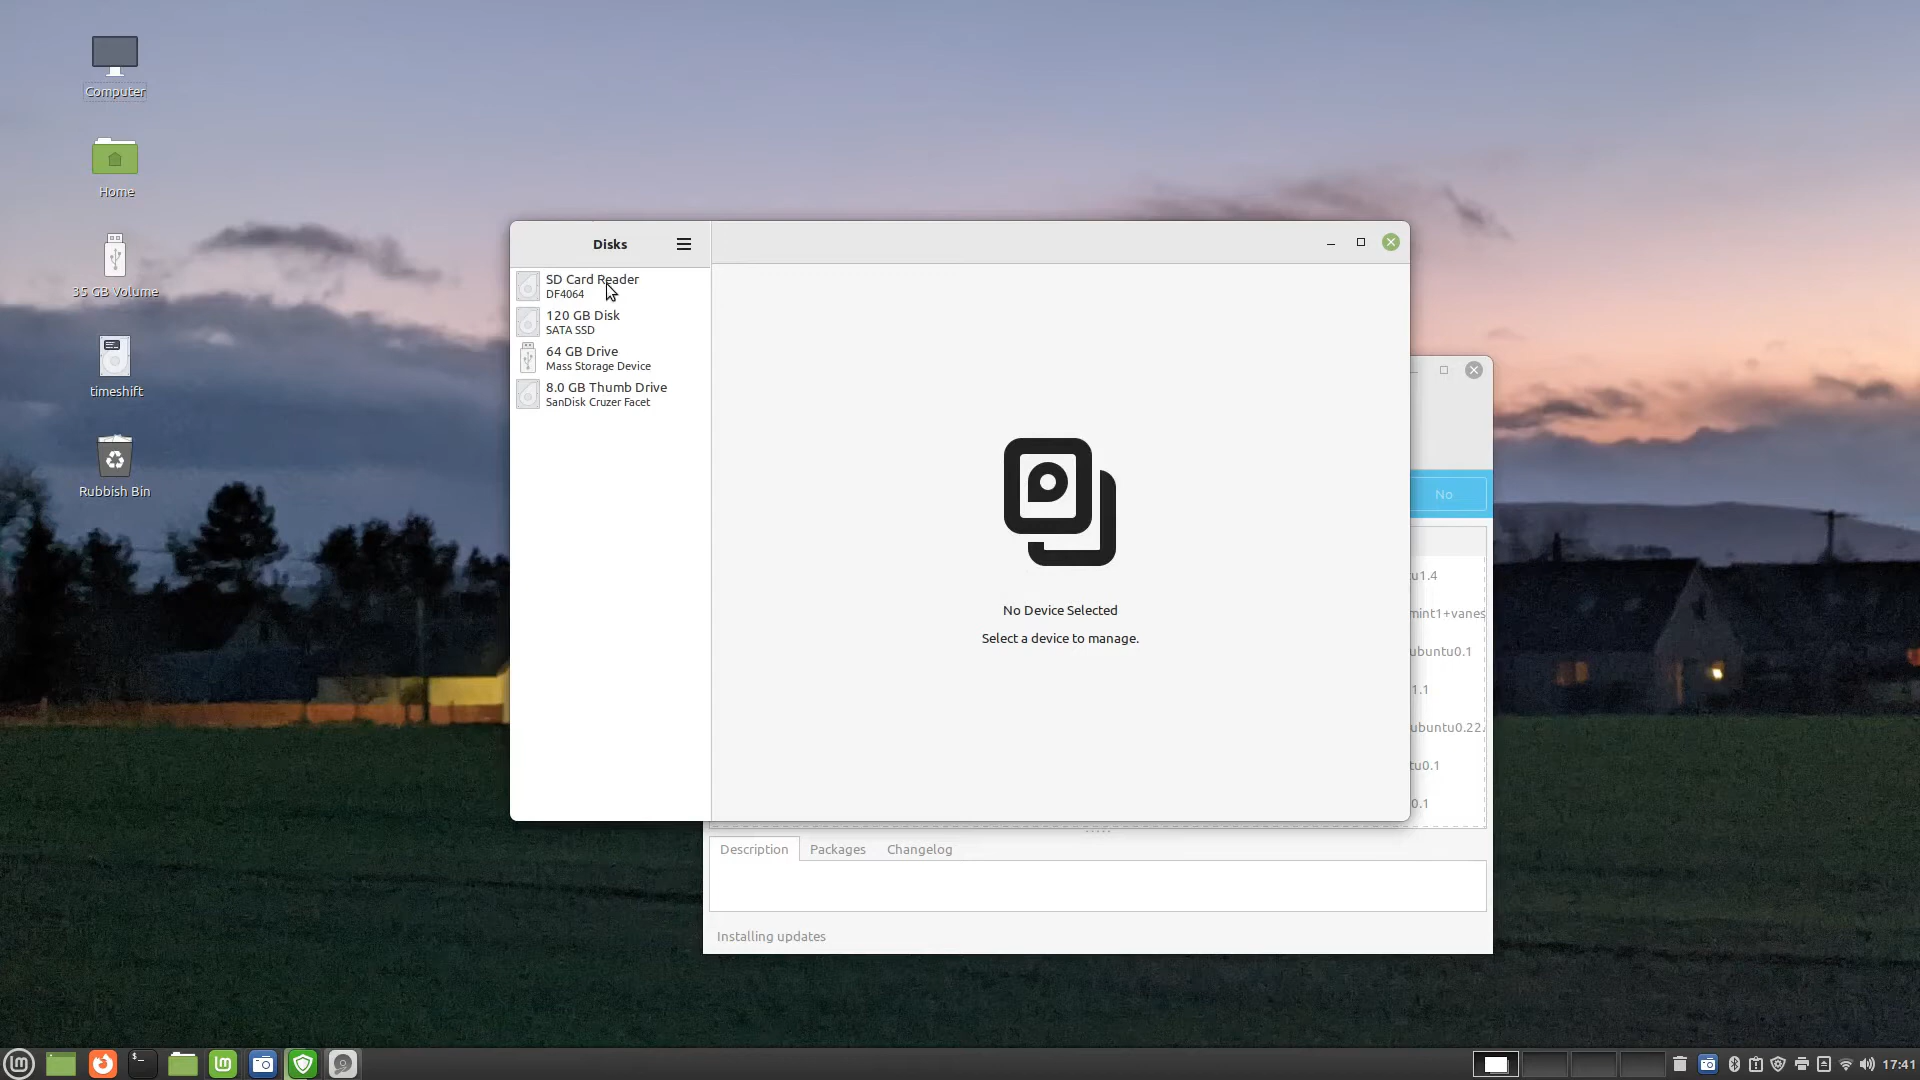 Computer
Home
35 GB Volume
timeshift
Rubbish Bin
Disks
SD Card Reader
DF4064
120 GB Disk
SATA SSD
64 GB Drive
Mass Storage Device
8.0 GB Thumb Drive
SanDisk Cruzer Facet
No Device Selected
Select a device to manage.
No
u1.4
mint1+vanes
ubuntu0.1
1.1
ubuntu0.22.
tu0.1
0.1
Description Packages Changelog
Installing updates
17:41